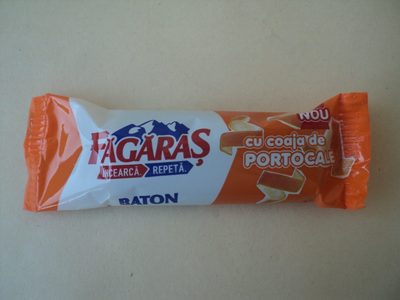 NOU
FĂGĂRAȘ
ÎNCEARCĂ. REPETĂ.
BATON
cu coaja de
PORTOCALE